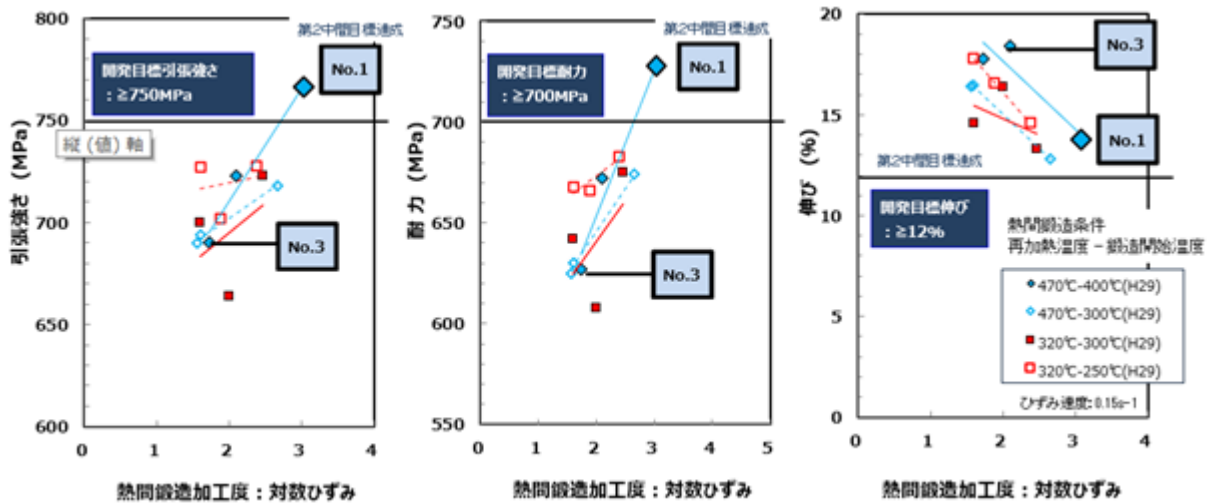 800
750
700
650
600
引張強さ (MPa)
第2中間目標達成
開発目標引張強さ
：≧750MPa
縦 (値) 軸
No.1
No.3
0 1 2 3 4
熱間鍛造加工度：対数ひずみ
750
700
650
600
550
耐 力 (MPa)
第2中間目標達成
開発目標耐力
：≧700MPa
No.1
No.3
0 1 2 3 4 5
熱間鍛造加工度：対数ひずみ
20
15
10
5
0
伸び (%)
No.3
No.1
第2中間目標達成
開発目標伸び
：≧12%
熱間鍛造条件
再加熱温度－鍛造開始温度
470℃-400℃(H29)
470℃-300℃(H29)
320℃-300℃(H29)
320℃-250℃(H29)
ひずみ速度:0.15s-1
0 1 2 3 4
熱間鍛造加工度：対数ひずみ